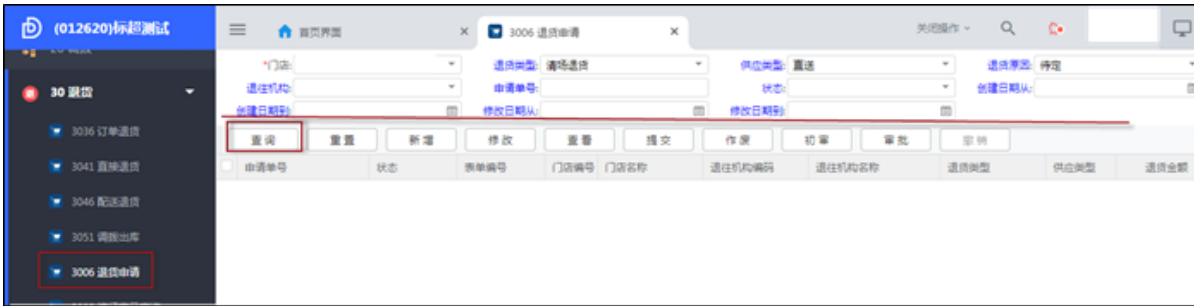 (012620)标超测试 首页界面 × 3006 退货申请 × 关闭操作
30 退货
3036 订单退货
3041 直接退货
3046 配送退货
3051 调拨出库
3006 退货申请
*门店: 退货类型: 清场退货 供应类型: 直送 退货原因: 待定
退往机构: 申请单号: 状态: 创建日期从:
创建日期到: 修改日期从: 修改日期到:
查询 重置 新增 修改 查看 提交 作废 初审 审批
申请单号 状态 表单编号 门店编号 门店名称 退往机构编码 退往机构名称 退货类型 供应类型 退货金额